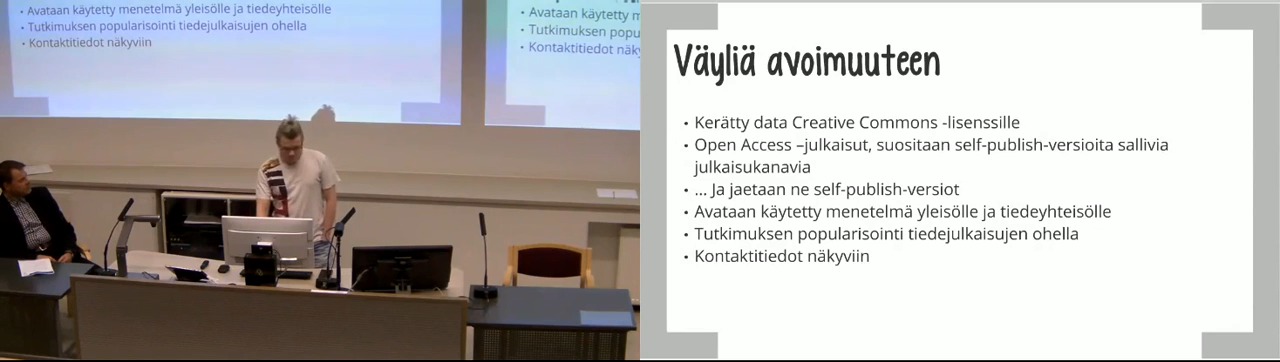 • Avataan käytetty menetelmä yleisölle ja tiedeyhteisölle
• Tutkimuksen popularisointi tiedejulkaisujen ohella
• Kontaktitiedot näkyviin
• Avataan käytetty m
• Tutkimuksen popu
• Kontaktitiedot näky
Väyliä avoimuuteen
• Kerätty data Creative Commons -lisenssille
• Open Access –julkaisut, suositaan self-publish-versioita sallivia
julkaisukanavia
• ... Ja jaetaan ne self-publish-versiot
• Avataan käytetty menetelmä yleisölle ja tiedeyhteisölle
• Tutkimuksen popularisointi tiedejulkaisujen ohella
• Kontaktitiedot näkyviin